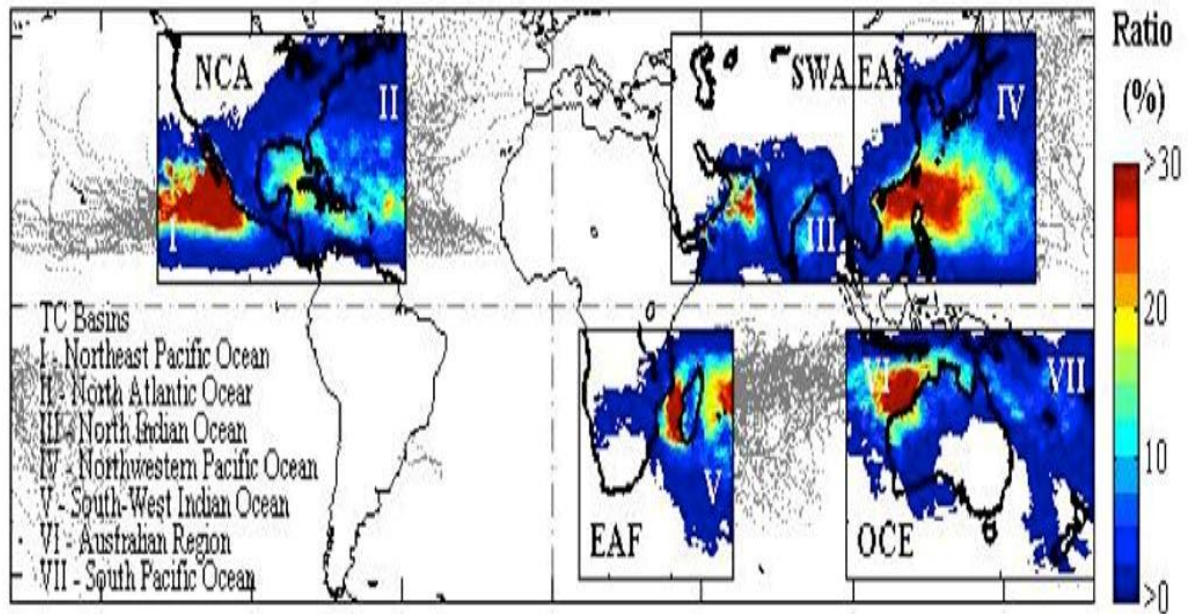 Ratio
(%)
NCA
II
SWA.EAS
IV
>30
I
III
20
TC Basins
I - Northeast Pacific Ocean
II - North Atlantic Ocear
III - North Indian Ocean
IV - Northwestern Pacific Ocean
V - South-West Indian Ocean
VI - Australian Region
VII - South Pacific Ocean
VI
VII
10
V
EAF
OCE
>0